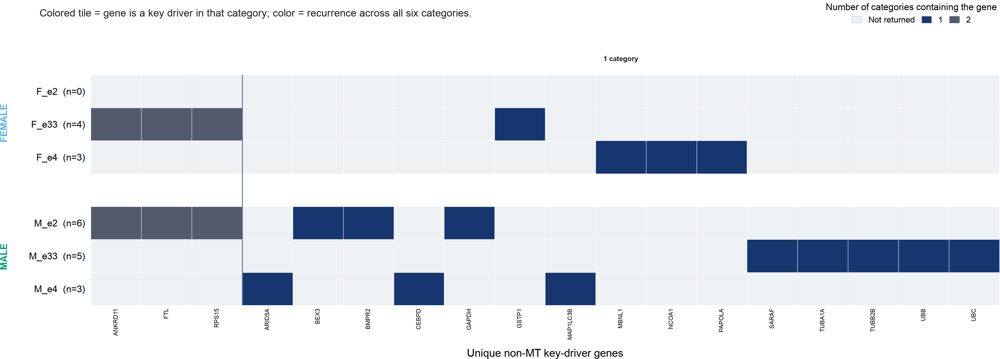 Colored tile = gene is a key driver in that category; color = recurrence across all six categories.
Number of categories containing the gene
Not returned 1 2
1 category
FEMALE
F_e2 (n=0)
F_e33 (n=4)
F_e4 (n=3)
MALE
M_e2 (n=6)
M_e33 (n=5)
M_e4 (n=3)
ANKRD11
FTL
RPS15
ARID5A
BEX3
BMPR2
CEBPD
GAPDH
GSTP1
MAP1LC3B
MBNL1
NCOA1
PAPOLA
SARAF
TUBA1A
TUBB2B
UBB
UBC
Unique non-MT key-driver genes